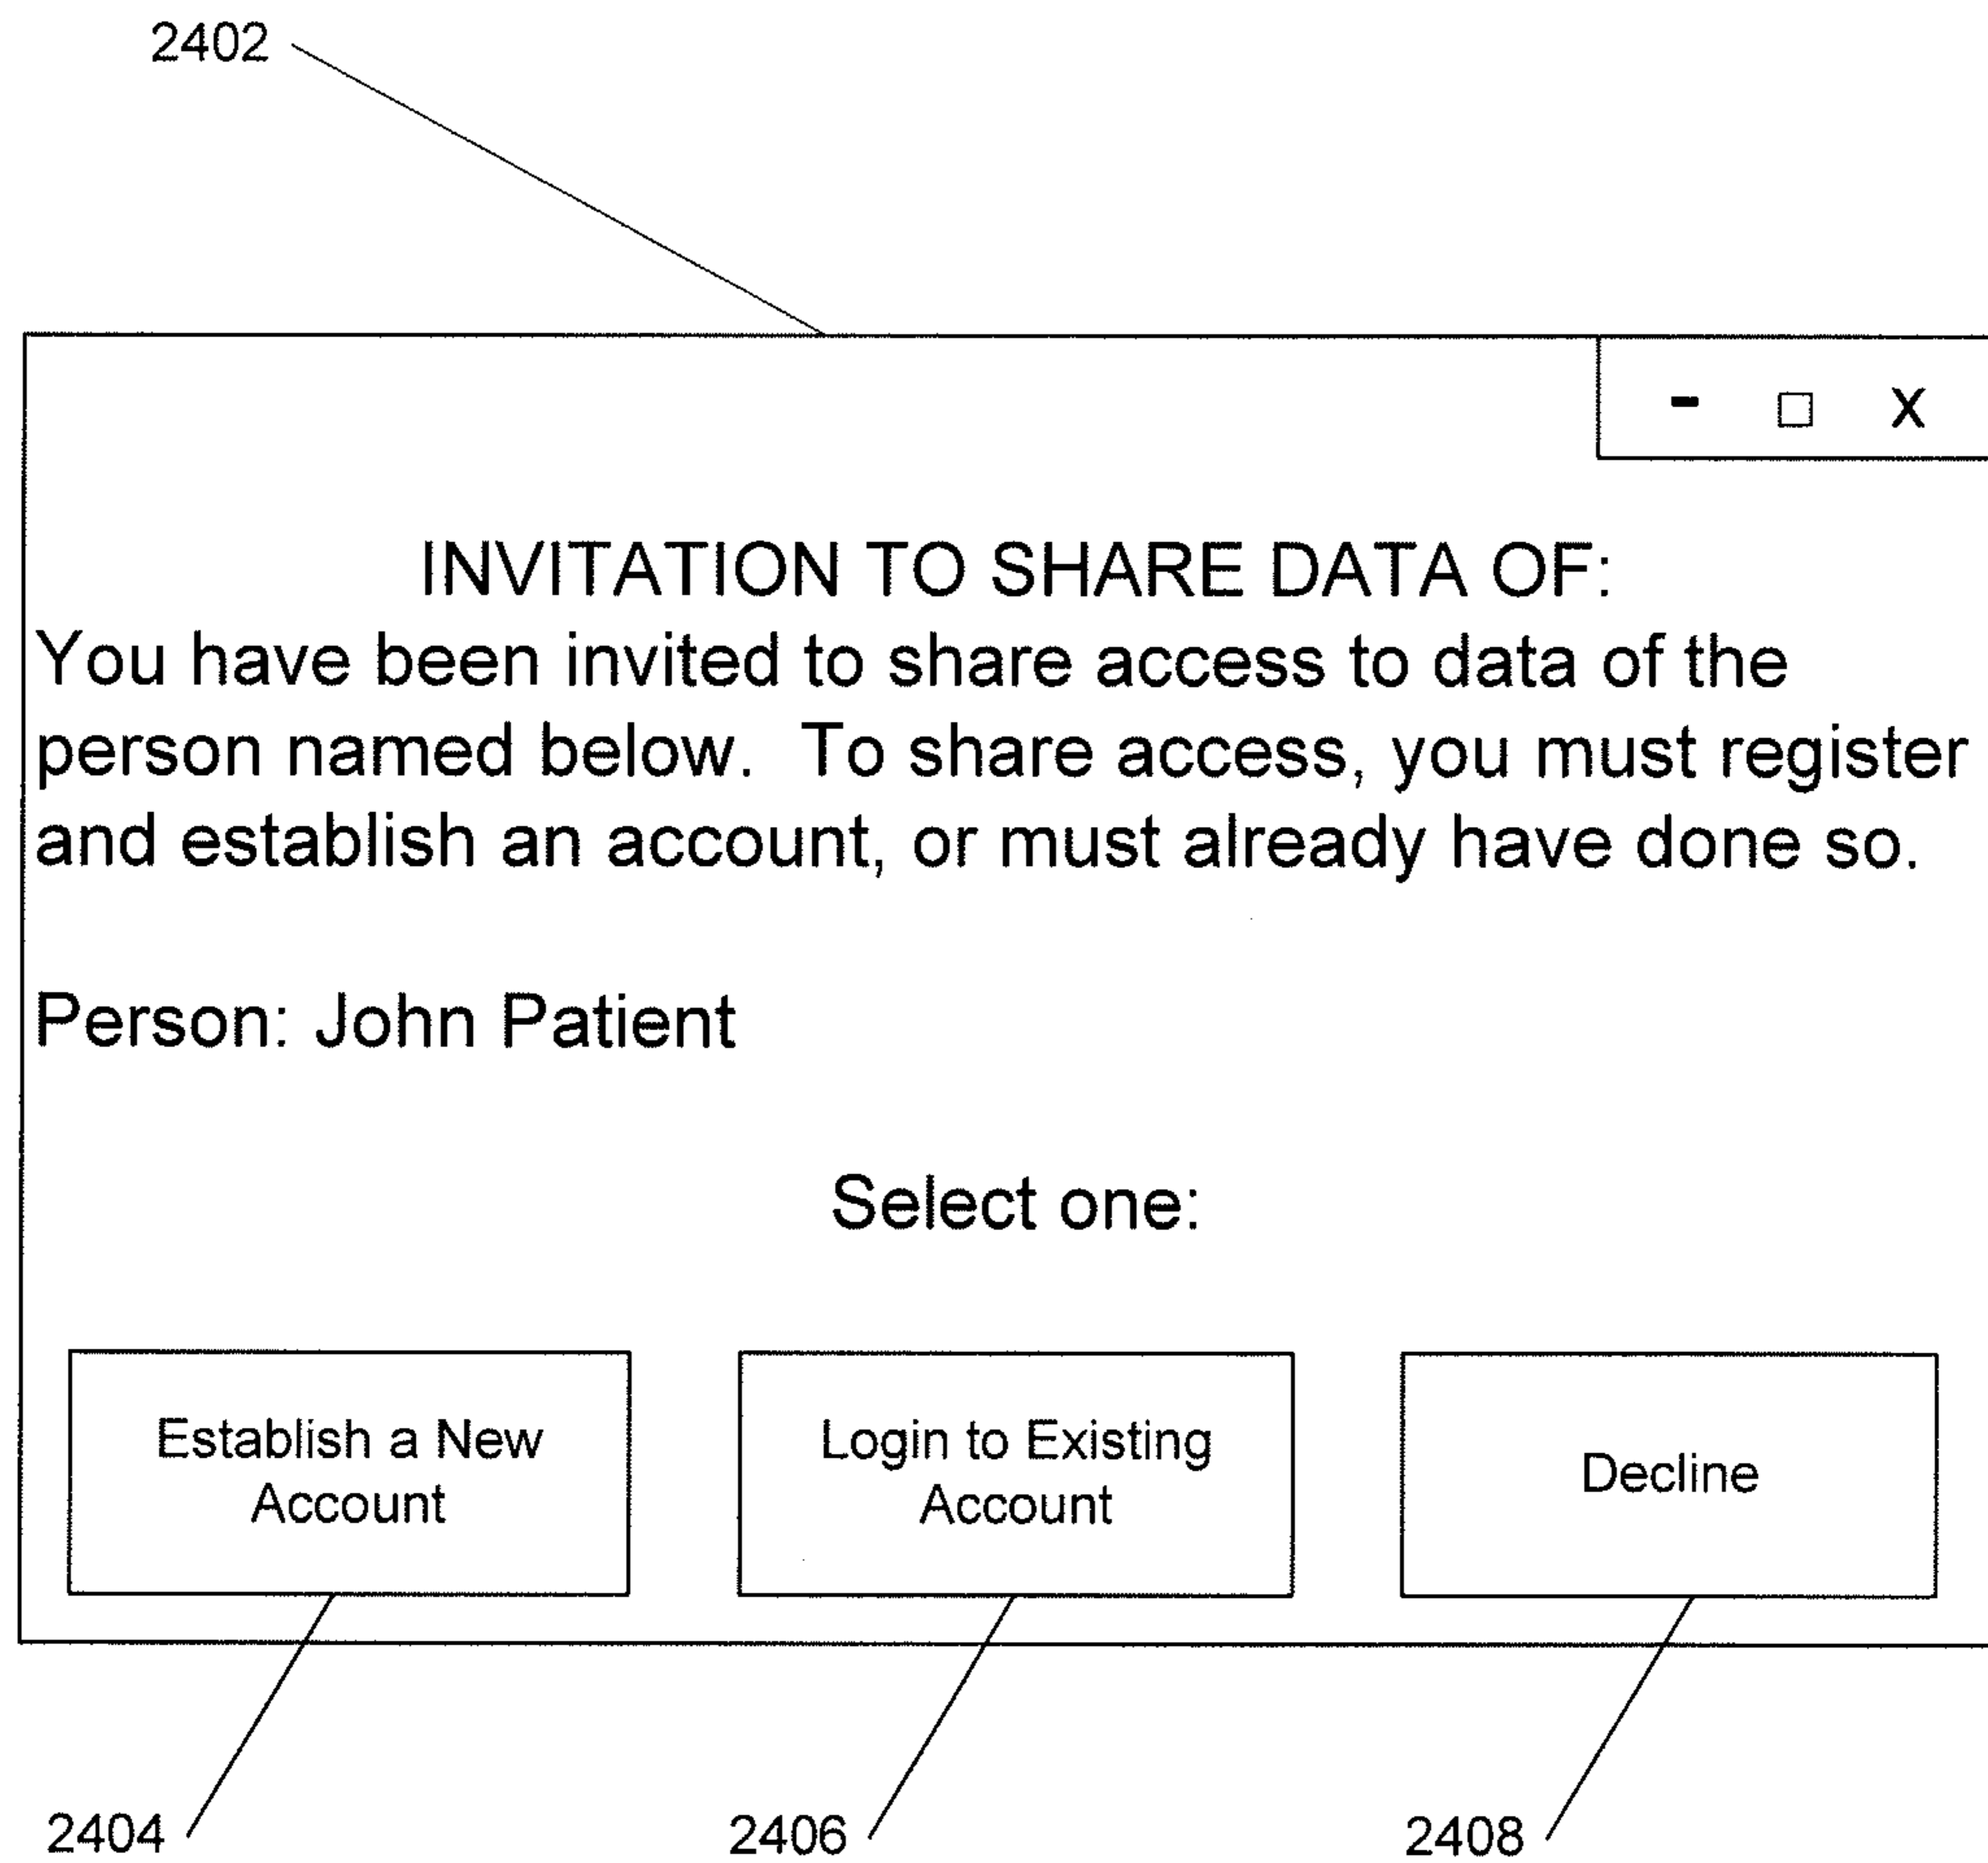 2402
- □ X
INVITATION TO SHARE DATA OF:
You have been invited to share access to data of the
person named below.  To share access, you must register
and establish an account, or must already have done so.
Person: John Patient
Select one:
Establish a New
Account
Login to Existing
Account
Decline
2404
2406
2408